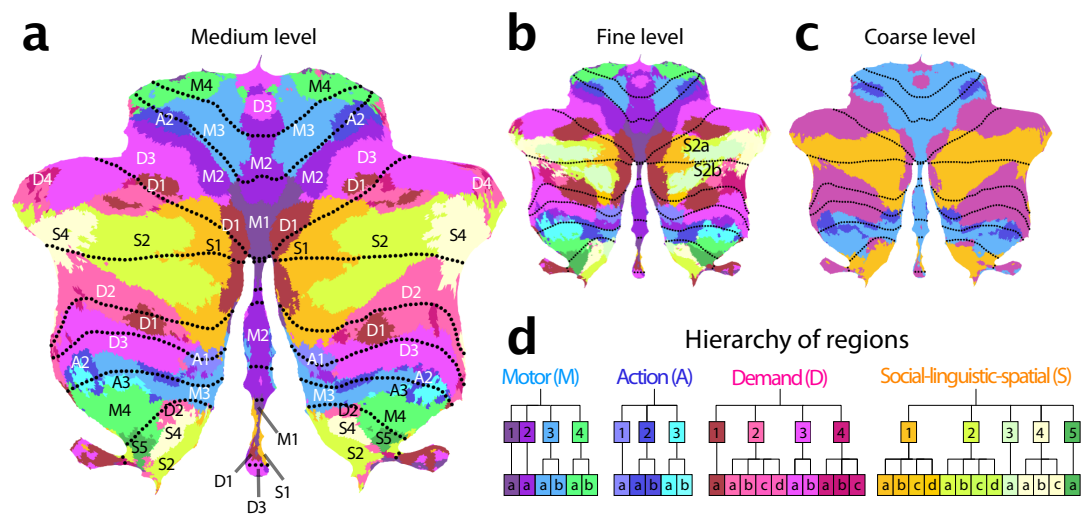 a
Medium level
M4
M4
D3
A2
A2
M3
M3
D3
D3
M2
M2
M2
D4
D4
D1
D1
M1
D1
D1
S4
S4
S2
S2
S1
S1
D2
D2
D1
D1
M2
D3
D3
A1
A1
A2
A2
A3
A3
M3
M3
M4
M4
D2
D2
S4
S4
S5
S5
S2
S2
M1
D1
S1
D3
b
Fine level
S2a
S2b
c
Coarse level
d
Hierarchy of regions
Motor (M) Action (A) Demand (D) Social-linguistic-spatial (S)
1 2 3 4 1 2 3 1 2 3 4 1 2 3 4 5
a a a b a b a a b a b a a b c d a b a b c a b c d a b c d a a b c a